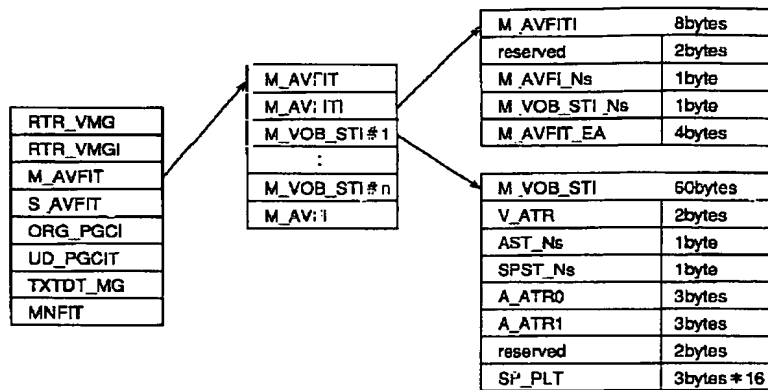 RTR_VMG
RTR_VMGI
M_AVFIT
S_AVFIT
ORG_PGCI
UD_PGCIT
TXTDT_MG
MNFIT
M_AVFIT
M_AVFITI
M_VOB_STI#1
:
M_VOB_STI#n
M_AVFI
M_AVFITI 8bytes
reserved 2bytes
M_AVFI_Ns 1byte
M_VOB_STI_Ns 1byte
M_AVFIT_EA 4bytes
M_VOB_STI 60bytes
V_ATR 2bytes
AST_Ns 1byte
SPST_Ns 1byte
A_ATR0 3bytes
A_ATR1 3bytes
reserved 2bytes
SP_PLT 3bytes*16